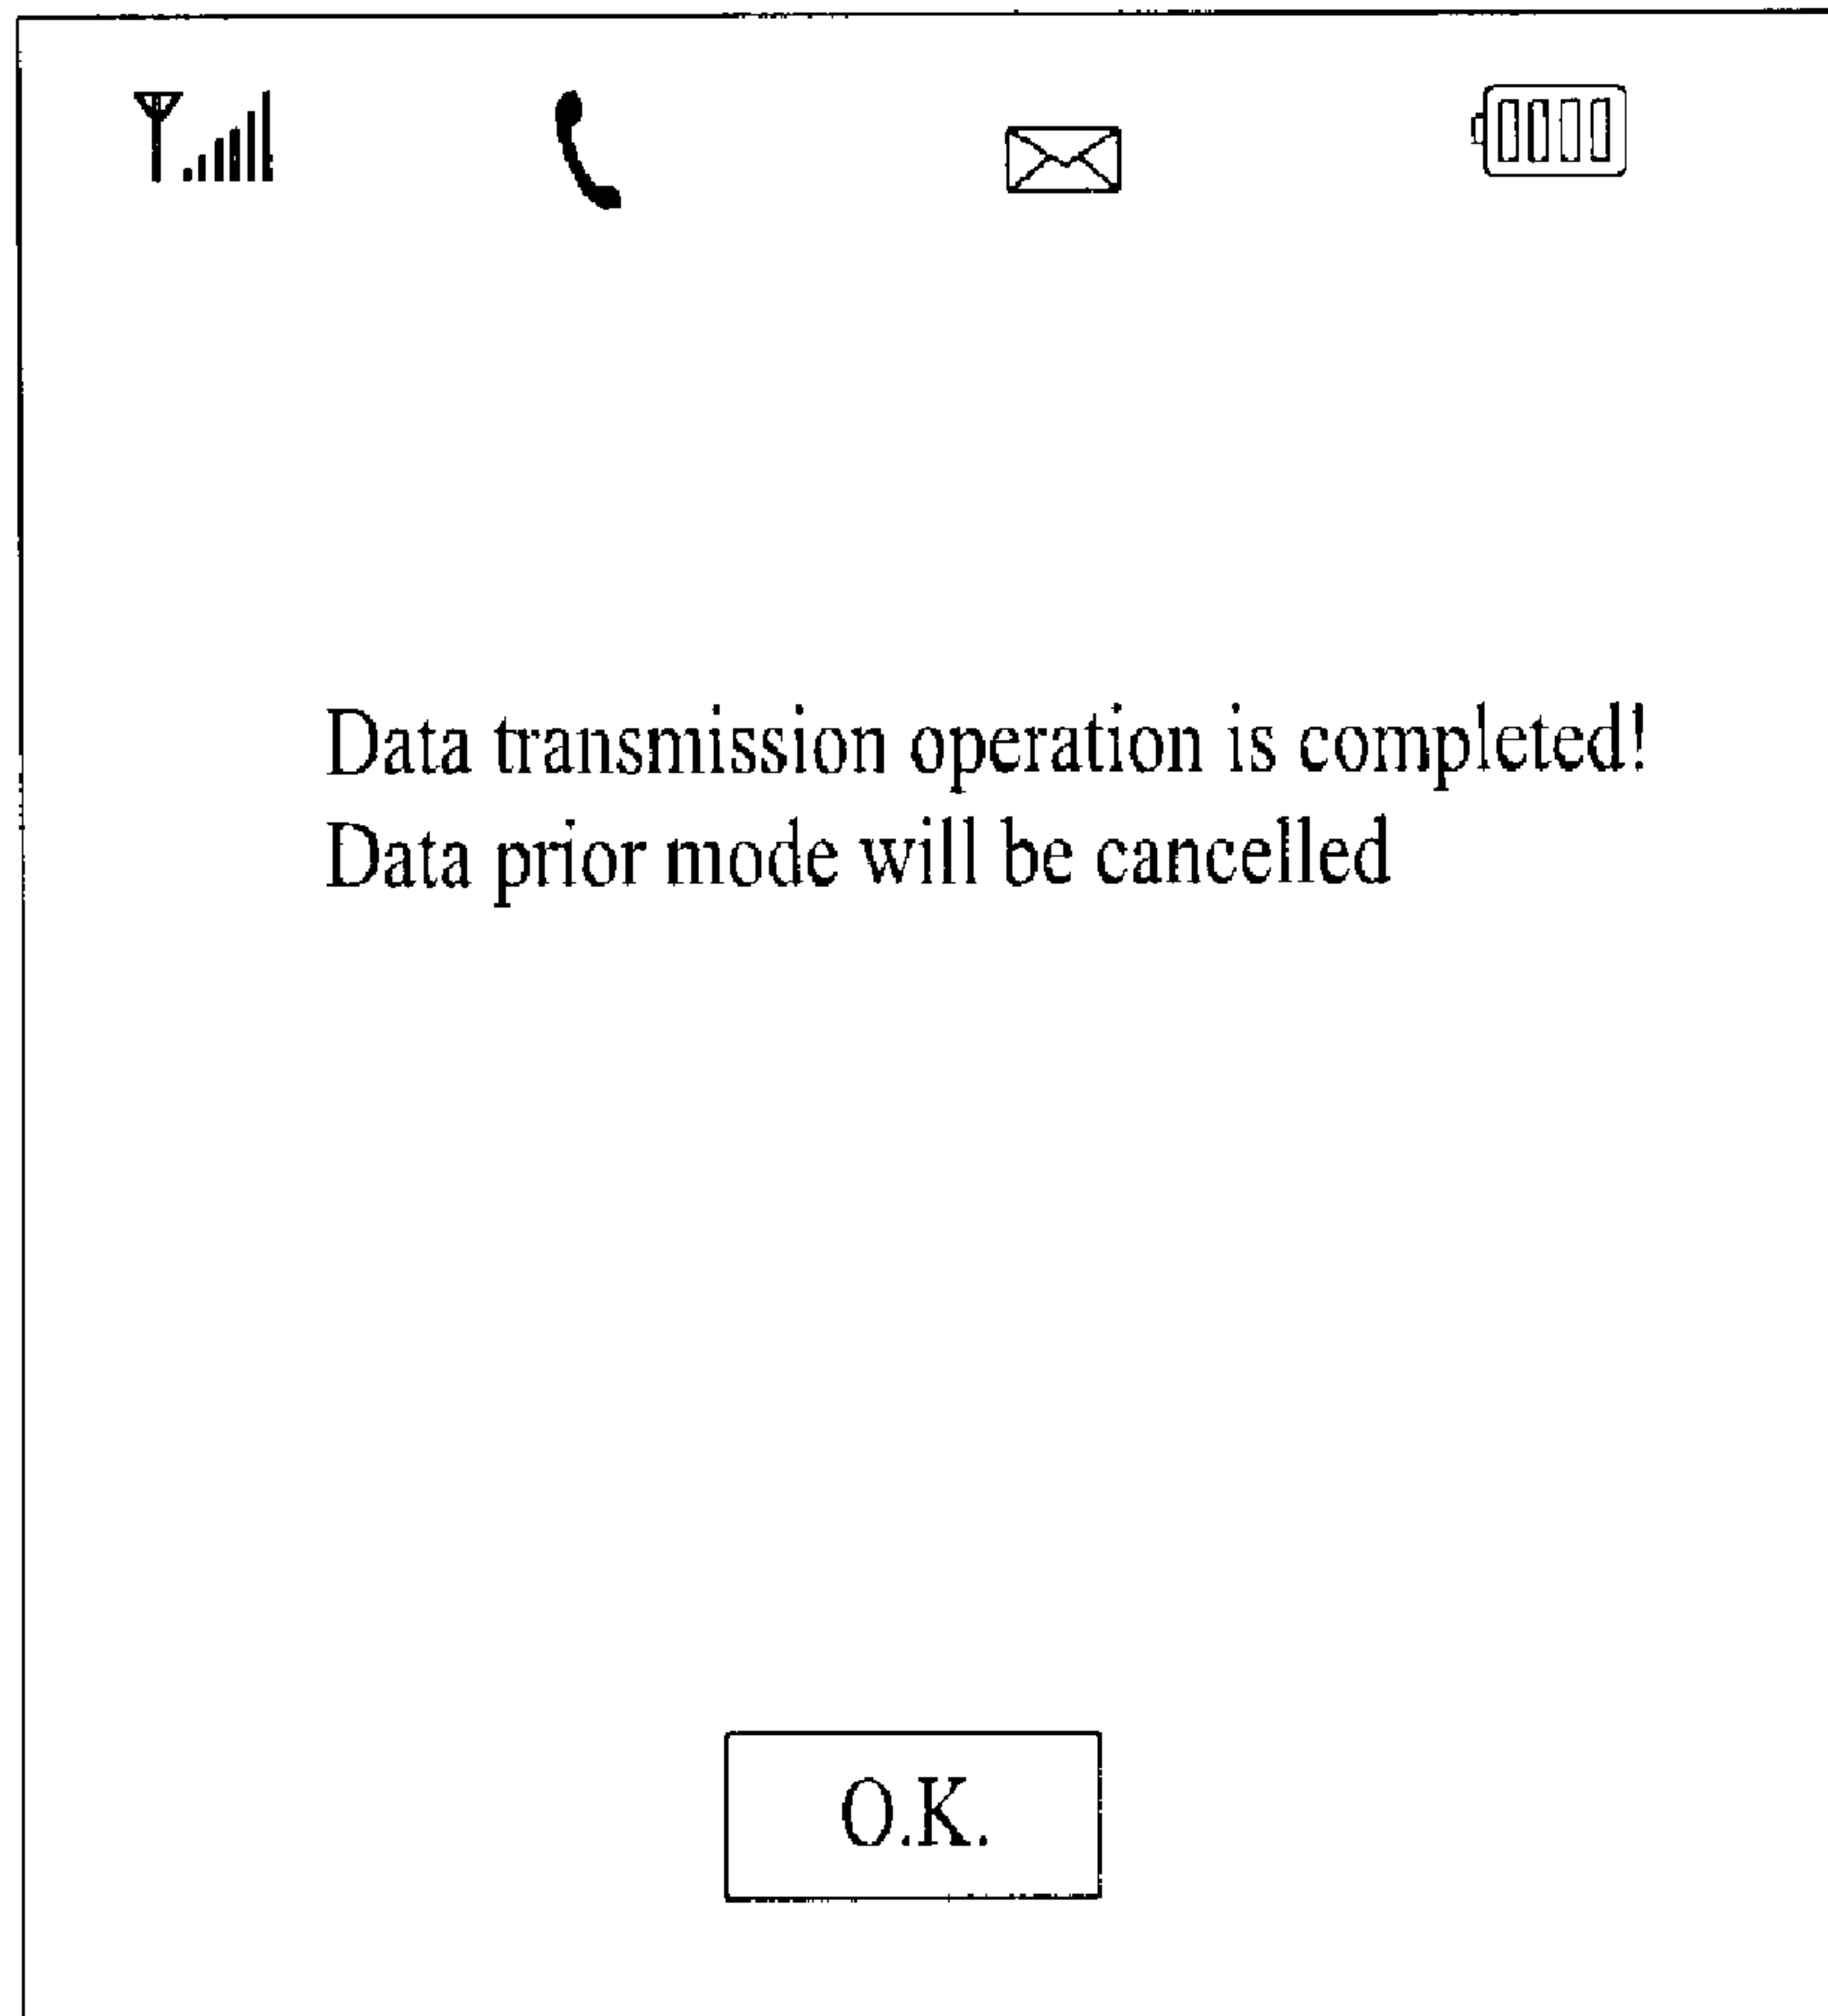 Data transmission operation is completed!
Data prior mode will be cancelled
O.K.